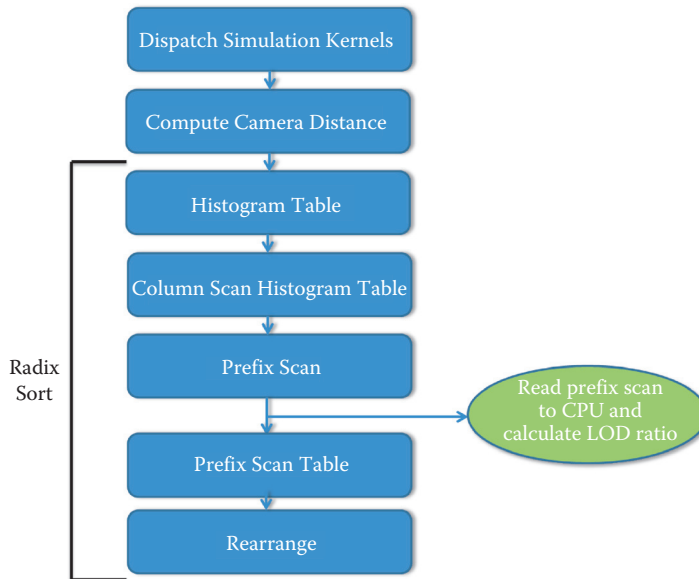 Dispatch Simulation Kernels
Compute Camera Distance
Histogram Table
Column Scan Histogram Table
Radix
Sort
Prefix Scan
Read prefix scan
to CPU and
calculate LOD ratio
Prefix Scan Table
Rearrange